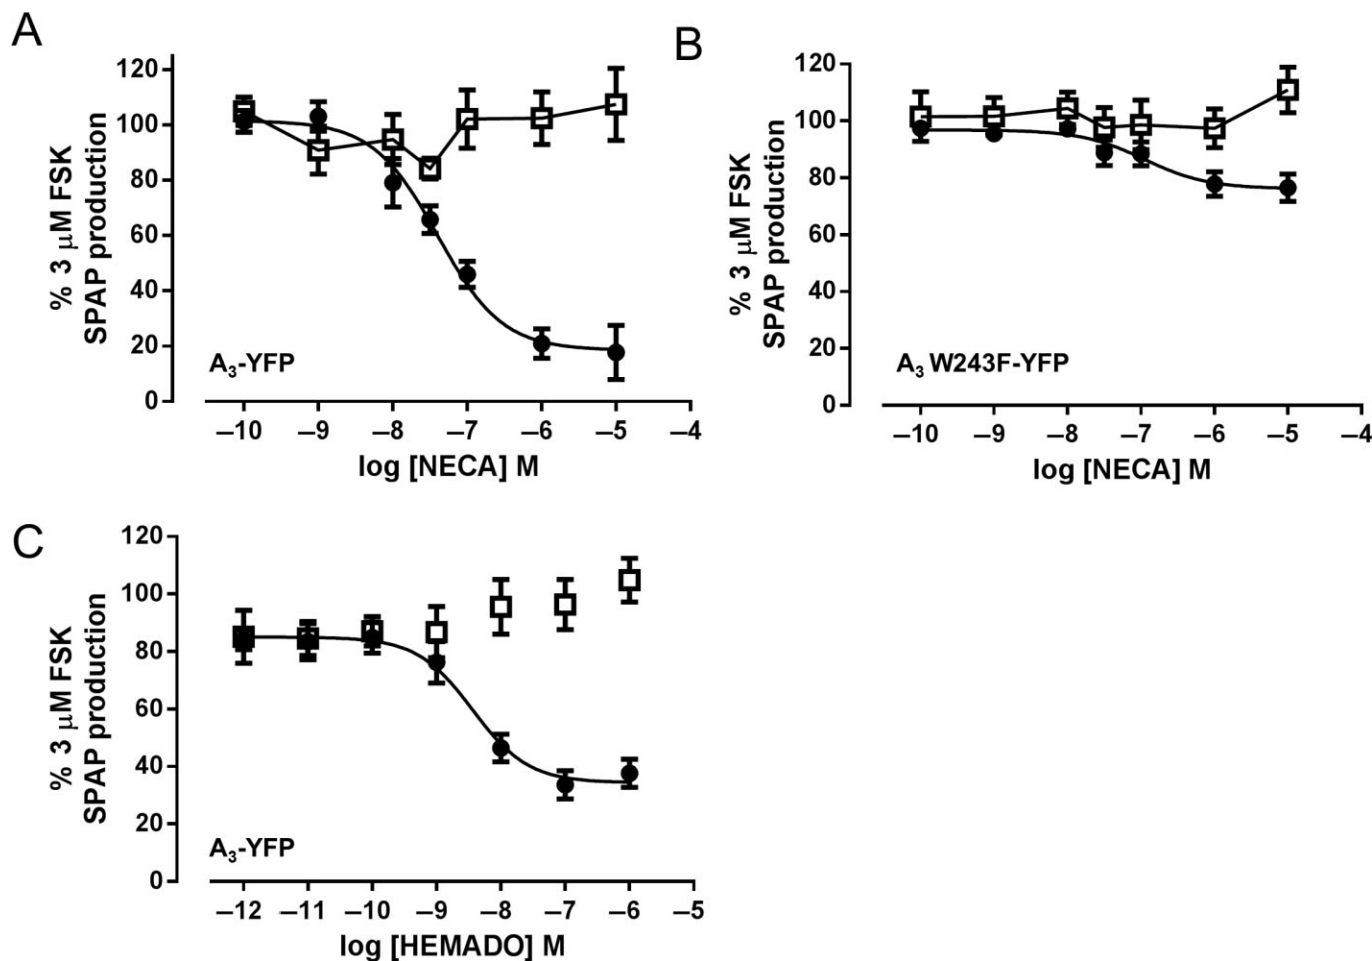 A
120
100
80
60
40
20
0
% 3 μM FSK
SPAP production
A₃-YFP
–10 –9 –8 –7 –6 –5 –4
log [NECA] M
B
120
100
80
60
40
20
0
% 3 μM FSK
SPAP production
A₃ W243F-YFP
–10 –9 –8 –7 –6 –5 –4
log [NECA] M
C
120
100
80
60
40
20
0
% 3 μM FSK
SPAP production
A₃-YFP
–12 –11 –10 –9 –8 –7 –6 –5
log [HEMADO] M